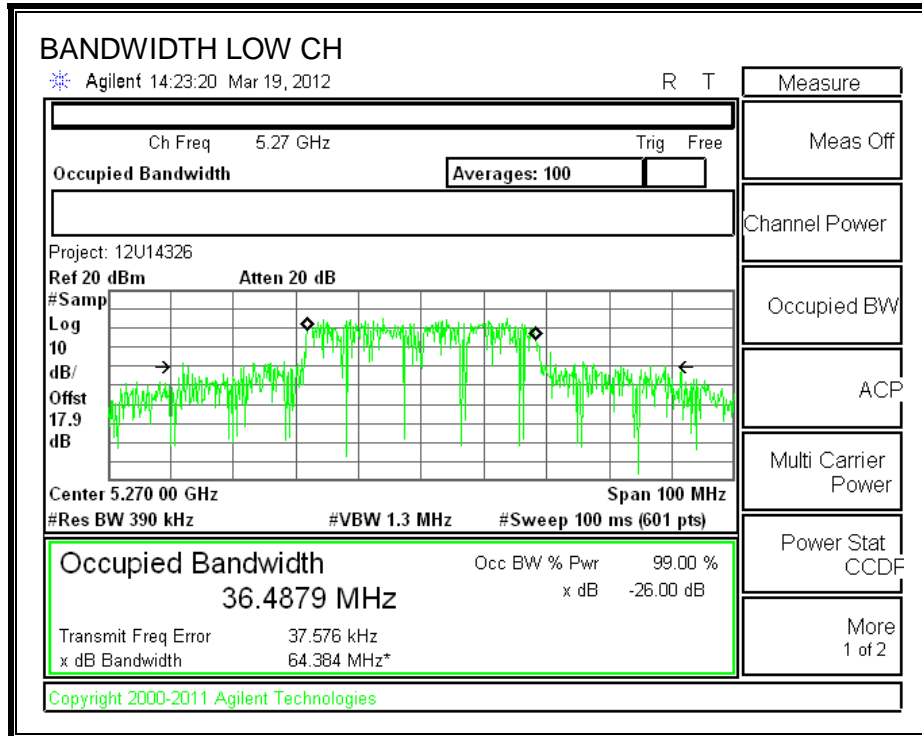 BANDWIDTH LOW CH
Agilent 14:23:20 Mar 19, 2012 R T
Measure
Ch Freq 5.27 GHz Trig Free
Meas Off
Occupied Bandwidth Averages: 100
Channel Power
Project: 12U14326
Ref 20 dBm Atten 20 dB
#Samp
Log
10
dB/
Offst
17.9
dB
Occupied BW
ACP
Multi Carrier
Power
Center 5.270 00 GHz Span 100 MHz
#Res BW 390 kHz #VBW 1.3 MHz #Sweep 100 ms (601 pts)
Power Stat
CCDF
Occupied Bandwidth Occ BW % Pwr 99.00 %
36.4879 MHz x dB -26.00 dB
Transmit Freq Error 37.576 kHz
x dB Bandwidth 64.384 MHz*
More
1 of 2
Copyright 2000-2011 Agilent Technologies